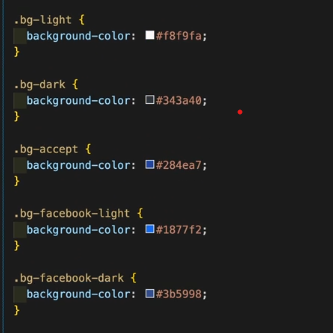 .bg-light {
background-color: #f8f9fa;
}
.bg-dark {
background-color: #343a40;
}
.bg-accept {
background-color: #284ea7;
}
.bg-facebook-light {
background-color: #1877f2;
}
.bg-facebook-dark {
background-color: #3b5998;
}